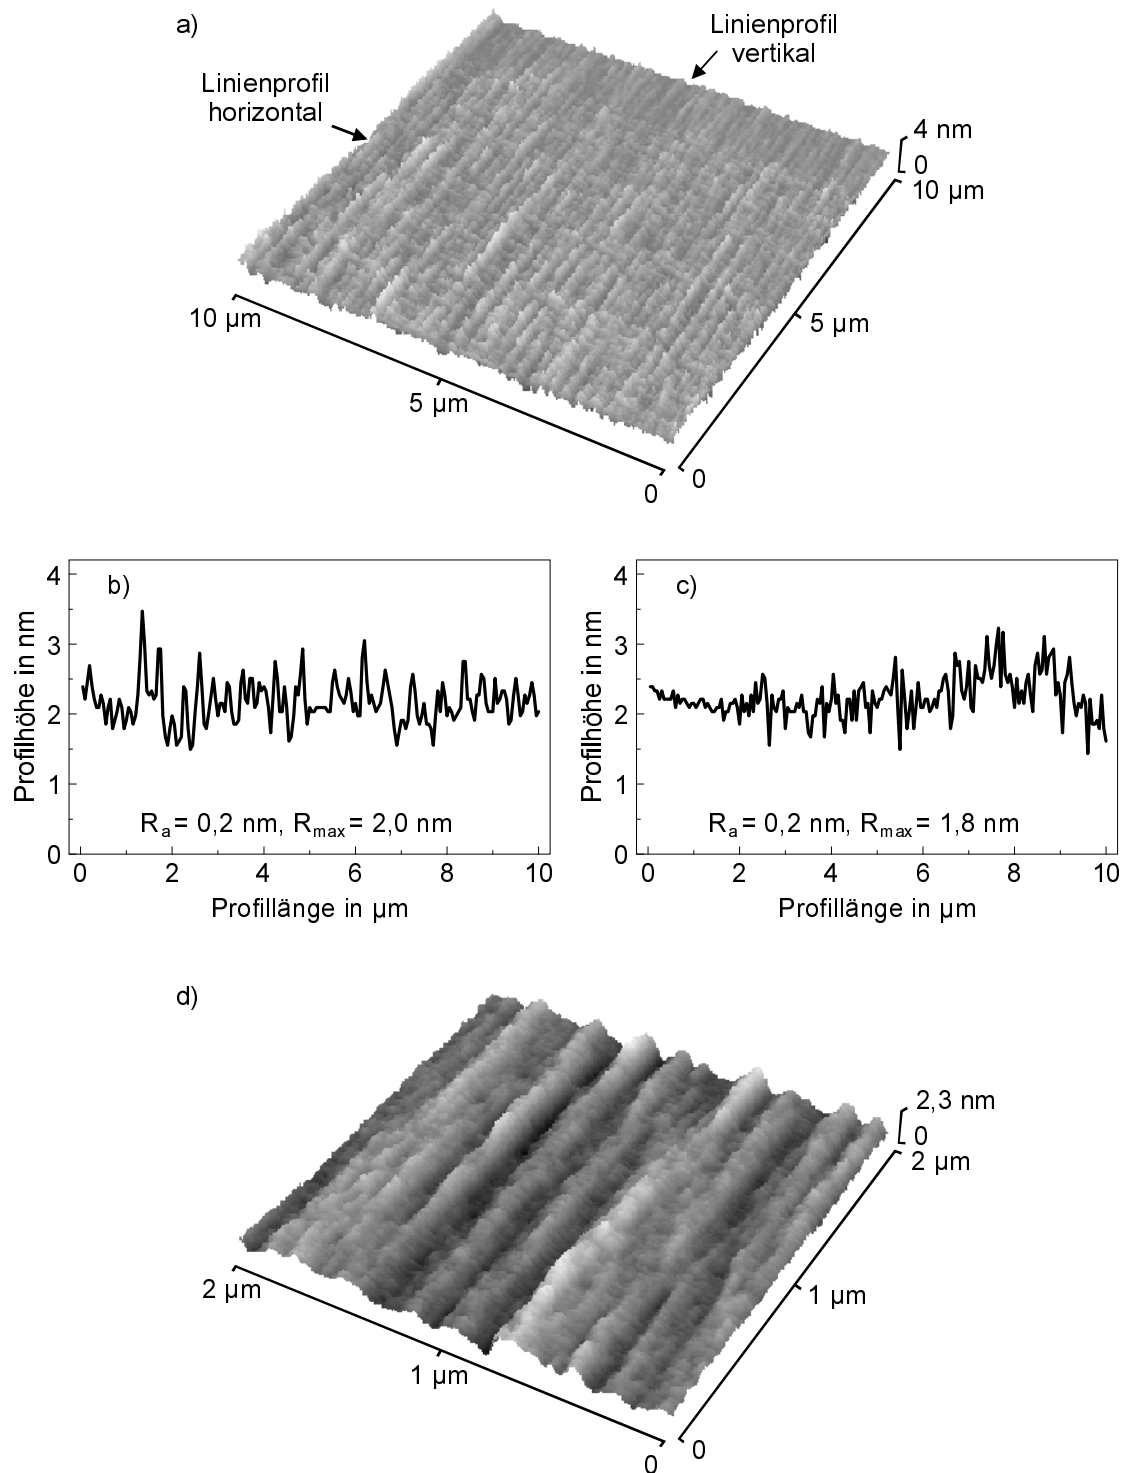 a)
Linienprofil
vertikal
Linienprofil
horizontal
4 nm
0
10 µm
10 µm
5 µm
5 µm
0
0
b)
4
3
2
1
0
Profilhöhe in nm
Ra = 0,2 nm, Rmax = 2,0 nm
0 2 4 6 8 10
Profillänge in µm
c)
4
3
2
1
0
Profilhöhe in nm
Ra = 0,2 nm, Rmax = 1,8 nm
0 2 4 6 8 10
Profillänge in µm
d)
2,3 nm
0
2 µm
2 µm
1 µm
1 µm
0
0